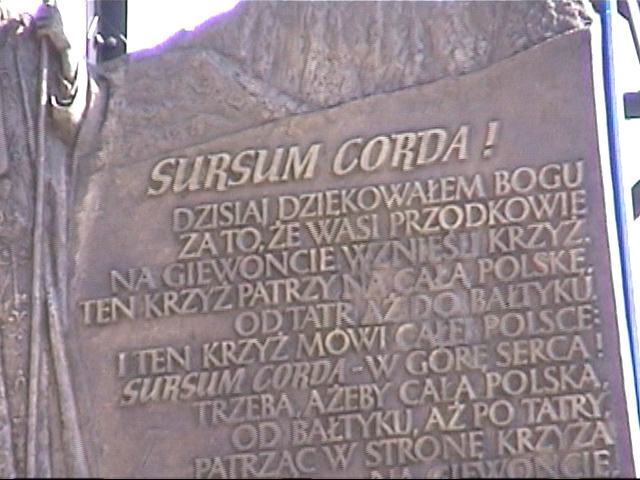 SURSUM CORDA!
DZISIAJ DZIĘKOWAŁEM BOGU
ZA TO, ŻE WASI PRZODKOWIE
NA GIEWONCIE WZNIEŚLI KRZYŻ.
TEN KRZYŻ PATRZY NA CAŁĄ POLSKĘ,
OD TATR AŻ DO BAŁTYKU.
I TEN KRZYŻ MÓWI CAŁEJ POLSCE:
SURSUM CORDA - W GÓRĘ SERCA!
TRZEBA, AŻEBY CAŁA POLSKA,
OD BAŁTYKU, AŻ PO TATRY,
PATRZĄC W STRONĘ KRZYŻA
NA GIEWONCIE,